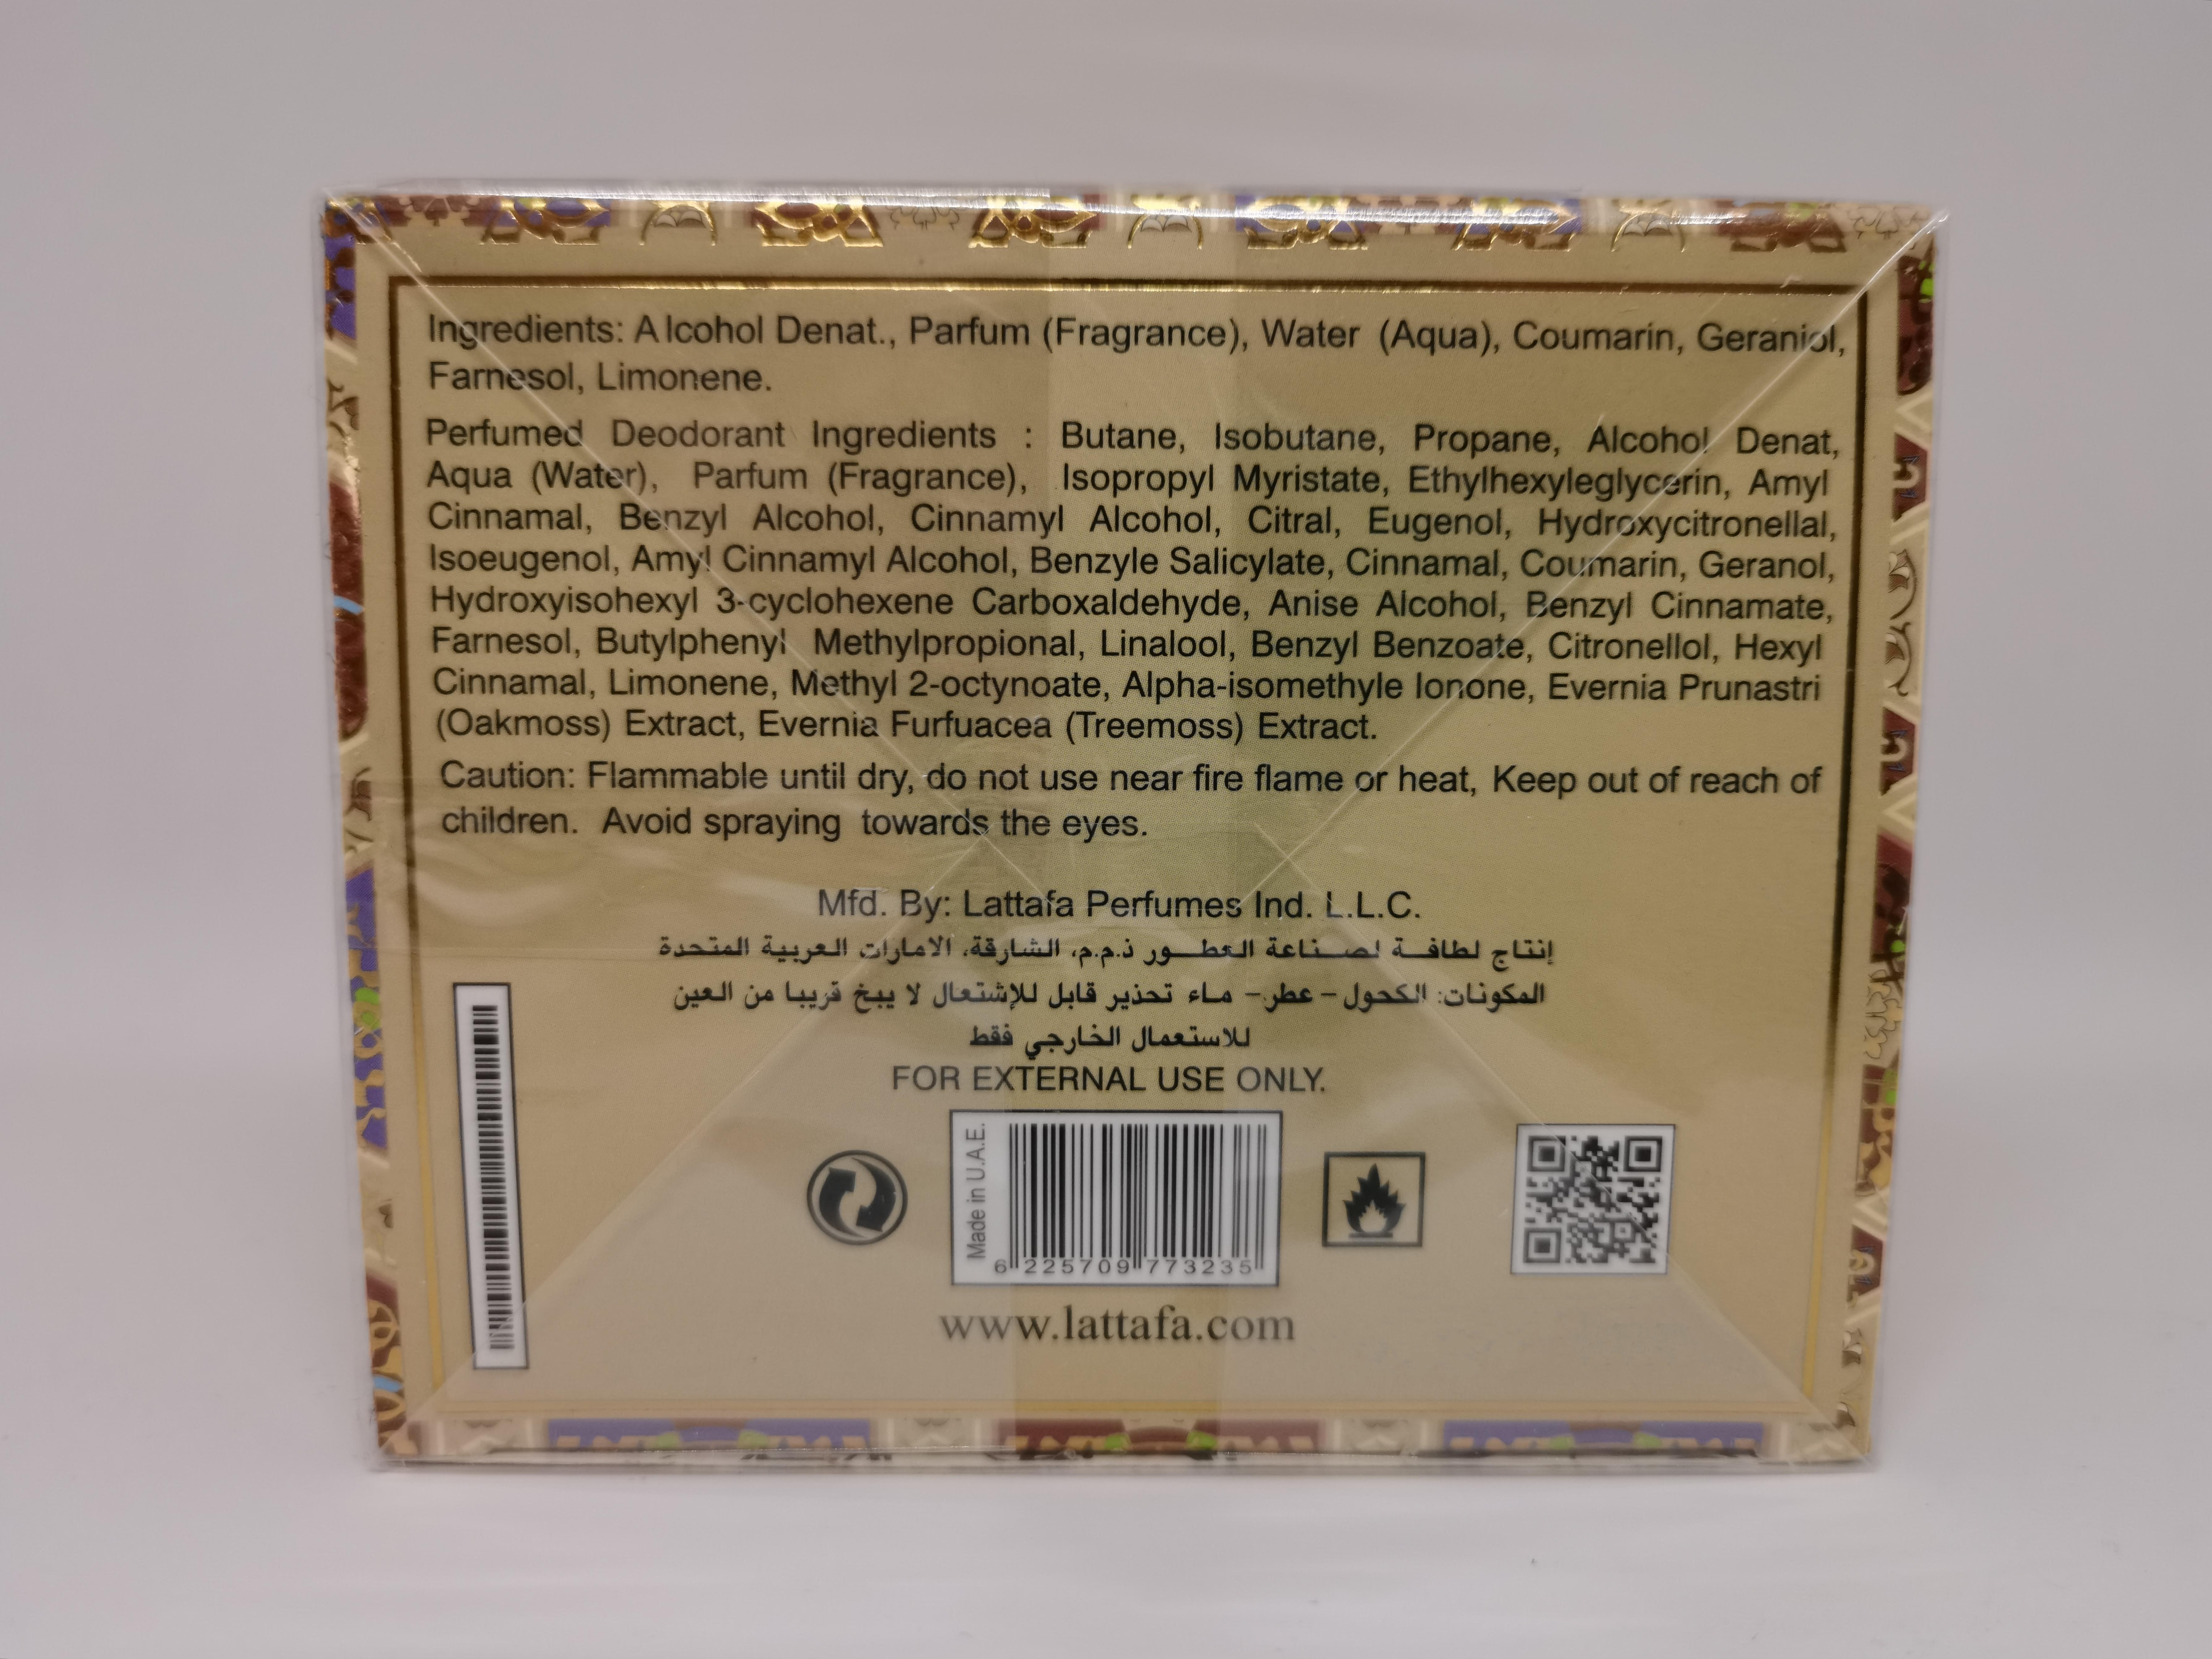 Ingredients: Alcohol Denat., Parfum (Fragrance), Water (Aqua), Coumarin, Geraniol,
Farnesol, Limonene.
Perfumed Deodorant Ingredients : Butane, Isobutane, Propane, Alcohol Denat,
Aqua (Water), Parfum (Fragrance), Isopropyl Myristate, Ethylhexyleglycerin, Amyl
Cinnamal, Benzyl Alcohol, Cinnamyl Alcohol, Citral, Eugenol, Hydroxycitronellal,
Isoeugenol, Amyl Cinnamyl Alcohol, Benzyle Salicylate, Cinnamal, Coumarin, Geranol,
Hydroxyisohexyl 3-cyclohexene Carboxaldehyde, Anise Alcohol, Benzyl Cinnamate,
Farnesol, Butylphenyl Methylpropional, Linalool, Benzyl Benzoate, Citronellol, Hexyl
Cinnamal, Limonene, Methyl 2-octynoate, Alpha-isomethyle Ionone, Evernia Prunastri
(Oakmoss) Extract, Evernia Furfuacea (Treemoss) Extract.
Caution: Flammable until dry, do not use near fire flame or heat, Keep out of reach of
children. Avoid spraying towards the eyes.
Mfd. By: Lattafa Perfumes Ind. L.L.C.
إنتاج لطافة لصناعة العطور ذ.م.م، الشارقة، الامارات العربية المتحدة
المكونات: الكحول – عطر – ماء تحذير قابل للإشتعال لا يبخ قريبا من العين
للاستعمال الخارجي فقط
FOR EXTERNAL USE ONLY.
Made in U.A.E.
6 225709 773235
www.lattafa.com